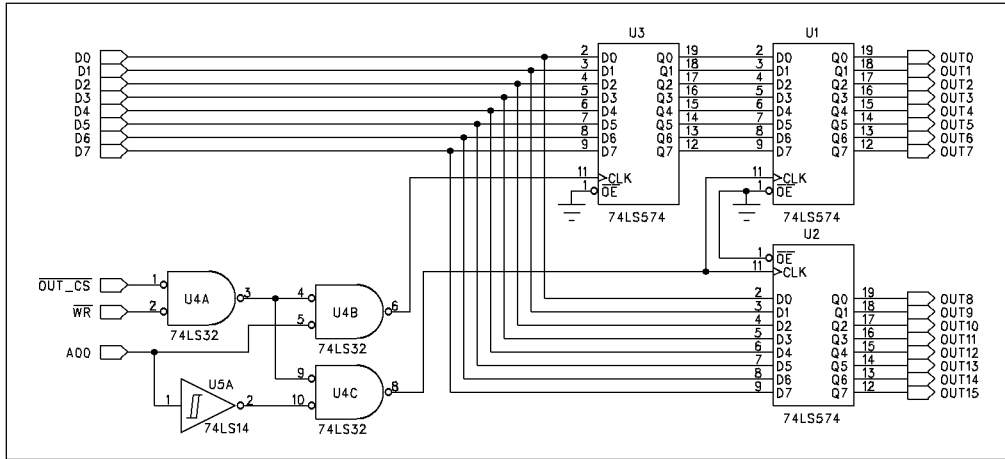 U3
U1
D0 2 D0 Q0 19 2 D0 Q0 19 OUT0
D1 3 D1 Q1 18 3 D1 Q1 18 OUT1
D2 4 D2 Q2 17 4 D2 Q2 17 OUT2
D3 5 D3 Q3 16 5 D3 Q3 16 OUT3
D4 6 D4 Q4 15 6 D4 Q4 15 OUT4
D5 7 D5 Q5 14 7 D5 Q5 14 OUT5
D6 8 D6 Q6 13 8 D6 Q6 13 OUT6
D7 9 D7 Q7 12 9 D7 Q7 12 OUT7
11 CLK 11 CLK
1 OE 1 OE
74LS574 74LS574
U2
1 OE
11 CLK
OUT_CS 1
U4A 3
WR 2
74LS32
4 U4B 6
5
74LS32
A00
U5A
1 2
74LS14
9 U4C 8
10
74LS32
2 D0 Q0 19 OUT8
3 D1 Q1 18 OUT9
4 D2 Q2 17 OUT10
5 D3 Q3 16 OUT11
6 D4 Q4 15 OUT12
7 D5 Q5 14 OUT13
8 D6 Q6 13 OUT14
9 D7 Q7 12 OUT15
74LS574